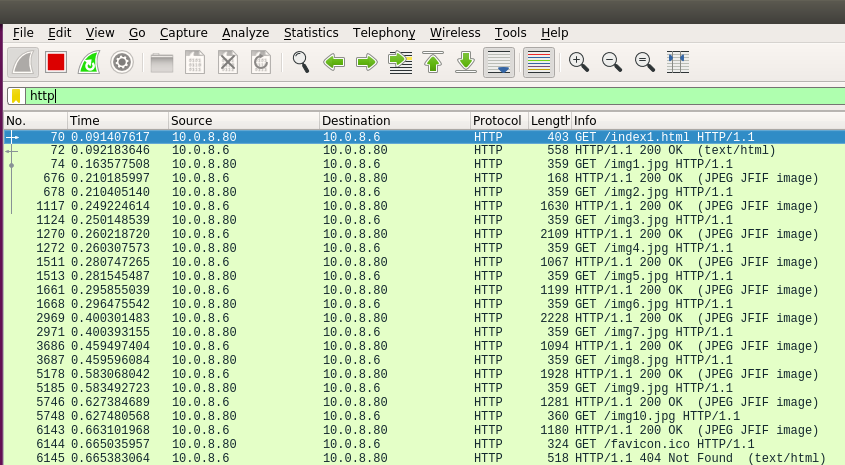 File Edit View Go Capture Analyze Statistics Telephony Wireless Tools Help
http
No. Time Source Destination Protocol Length Info
70 0.091407617 10.0.8.80 10.0.8.6 HTTP 403 GET /index1.html HTTP/1.1
72 0.092183646 10.0.8.6 10.0.8.80 HTTP 558 HTTP/1.1 200 OK (text/html)
74 0.163577508 10.0.8.80 10.0.8.6 HTTP 359 GET /img1.jpg HTTP/1.1
676 0.210185997 10.0.8.6 10.0.8.80 HTTP 168 HTTP/1.1 200 OK (JPEG JFIF image)
678 0.210405140 10.0.8.80 10.0.8.6 HTTP 359 GET /img2.jpg HTTP/1.1
1117 0.249224614 10.0.8.6 10.0.8.80 HTTP 1630 HTTP/1.1 200 OK (JPEG JFIF image)
1124 0.250148539 10.0.8.80 10.0.8.6 HTTP 359 GET /img3.jpg HTTP/1.1
1270 0.260218720 10.0.8.6 10.0.8.80 HTTP 2109 HTTP/1.1 200 OK (JPEG JFIF image)
1272 0.260307573 10.0.8.80 10.0.8.6 HTTP 359 GET /img4.jpg HTTP/1.1
1511 0.280747265 10.0.8.6 10.0.8.80 HTTP 1067 HTTP/1.1 200 OK (JPEG JFIF image)
1513 0.281545487 10.0.8.80 10.0.8.6 HTTP 359 GET /img5.jpg HTTP/1.1
1661 0.295855039 10.0.8.6 10.0.8.80 HTTP 1199 HTTP/1.1 200 OK (JPEG JFIF image)
1668 0.296475542 10.0.8.80 10.0.8.6 HTTP 359 GET /img6.jpg HTTP/1.1
2969 0.400301483 10.0.8.6 10.0.8.80 HTTP 2228 HTTP/1.1 200 OK (JPEG JFIF image)
2971 0.400393155 10.0.8.80 10.0.8.6 HTTP 359 GET /img7.jpg HTTP/1.1
3686 0.459497404 10.0.8.6 10.0.8.80 HTTP 1094 HTTP/1.1 200 OK (JPEG JFIF image)
3687 0.459596084 10.0.8.80 10.0.8.6 HTTP 359 GET /img8.jpg HTTP/1.1
5178 0.583068042 10.0.8.6 10.0.8.80 HTTP 1928 HTTP/1.1 200 OK (JPEG JFIF image)
5185 0.583492723 10.0.8.80 10.0.8.6 HTTP 359 GET /img9.jpg HTTP/1.1
5746 0.627384689 10.0.8.6 10.0.8.80 HTTP 1281 HTTP/1.1 200 OK (JPEG JFIF image)
5748 0.627480568 10.0.8.80 10.0.8.6 HTTP 360 GET /img10.jpg HTTP/1.1
6143 0.663101968 10.0.8.6 10.0.8.80 HTTP 1180 HTTP/1.1 200 OK (JPEG JFIF image)
6144 0.665035957 10.0.8.80 10.0.8.6 HTTP 324 GET /favicon.ico HTTP/1.1
6145 0.665383064 10.0.8.6 10.0.8.80 HTTP 518 HTTP/1.1 404 Not Found (text/html)